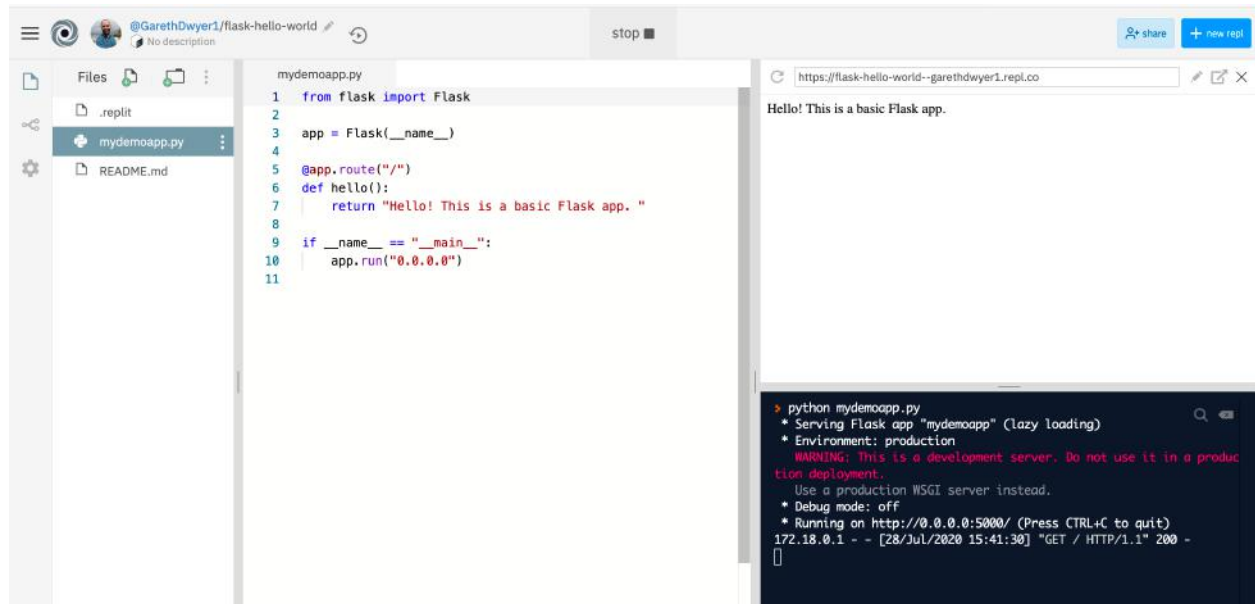 @GarethDwyer1/flask-hello-world
No description
stop
share
+ new repl
Files
.replit
mydemoapp.py
README.md
mydemoapp.py
1 from flask import Flask
2
3 app = Flask(__name__)
4
5 @app.route("/")
6 def hello():
7     return "Hello! This is a basic Flask app. "
8
9 if __name__ == "__main__":
10     app.run("0.0.0.0")
11
https://flask-hello-world--garethdwyer1.repl.co
Hello! This is a basic Flask app.
> python mydemoapp.py
* Serving Flask app "mydemoapp" (lazy loading)
* Environment: production
WARNING: This is a development server. Do not use it in a produc
tion deployment.
Use a production WSGI server instead.
* Debug mode: off
* Running on http://0.0.0.0:5000/ (Press CTRL+C to quit)
172.18.0.1 - - [28/Jul/2020 15:41:30] "GET / HTTP/1.1" 200 -